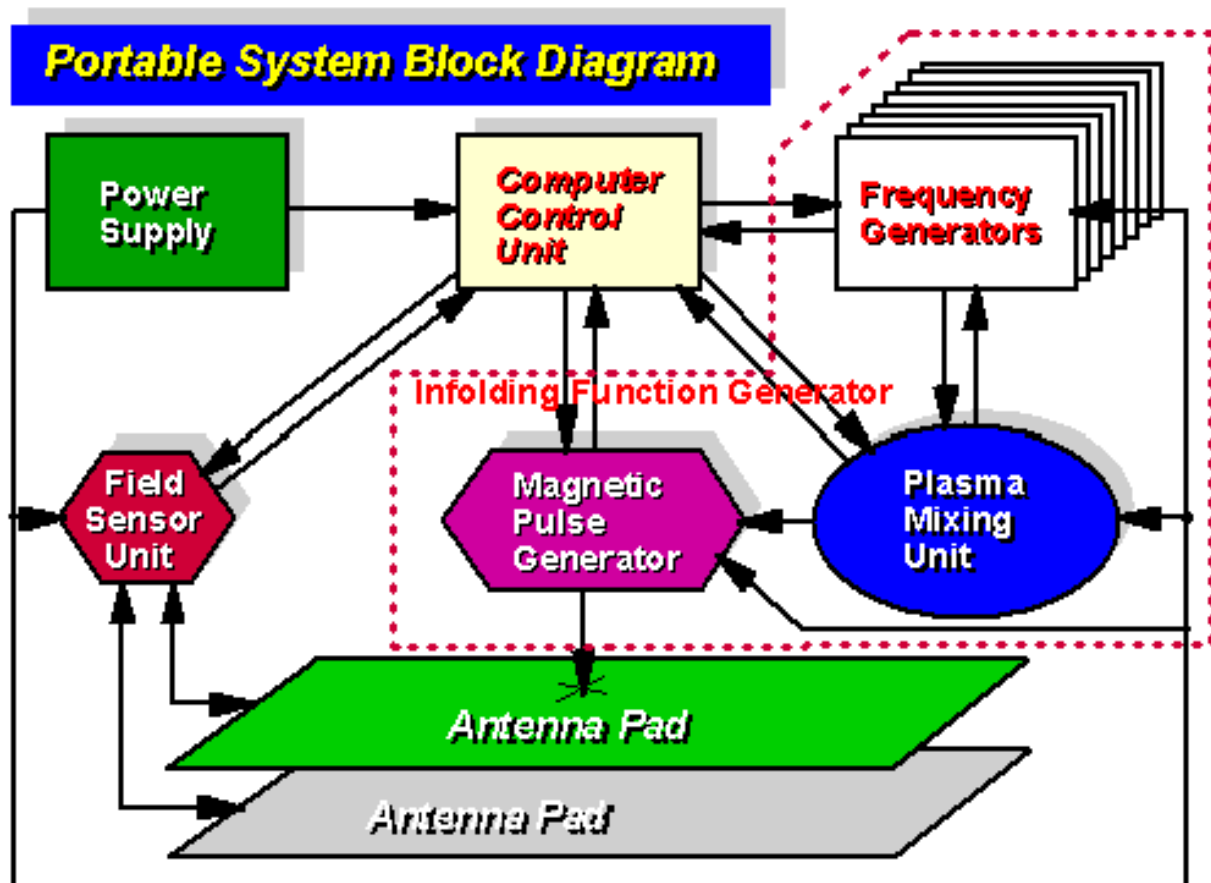 Portable System Block Diagram
Power
Supply
Computer
Control
Unit
Frequency
Generators
Infolding Function Generator
Field
Sensor
Unit
Magnetic
Pulse
Generator
Plasma
Mixing
Unit
Antenna Pad
Antenna Pad